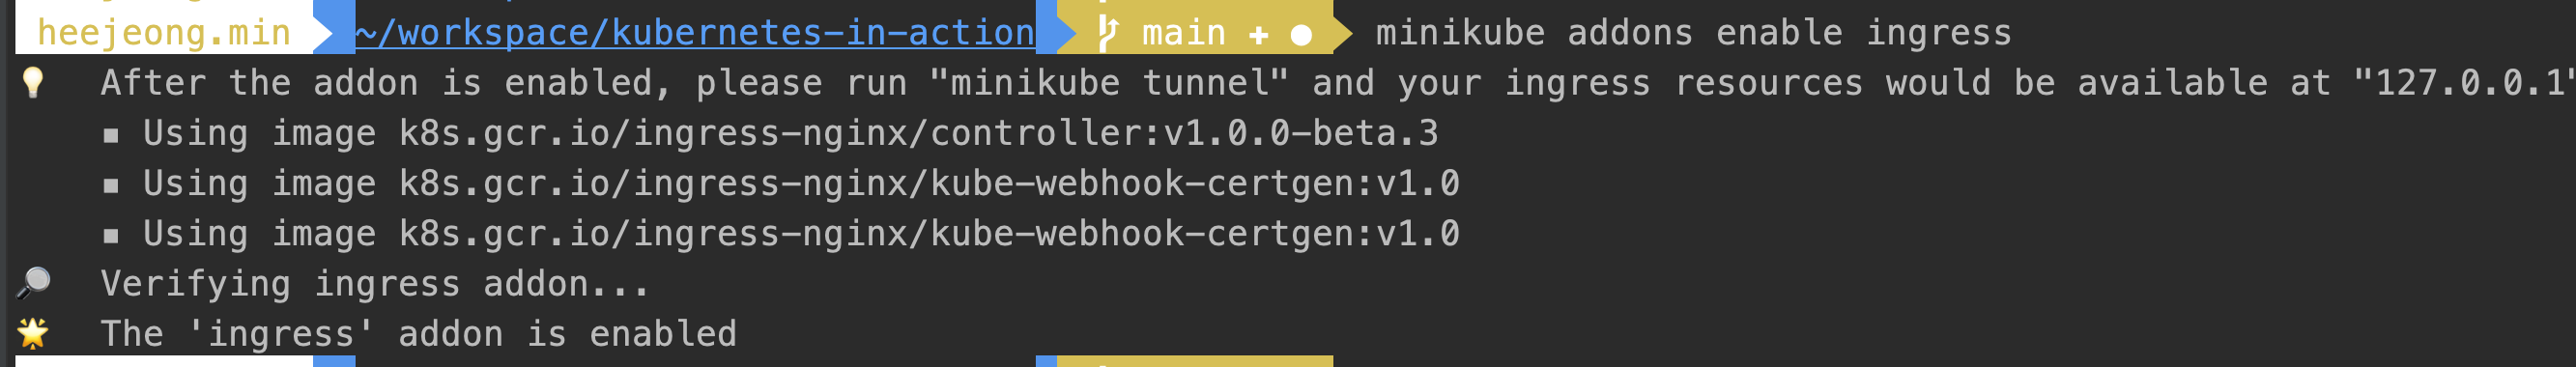 heejeong.min ~/workspace/kubernetes-in-action main + ● minikube addons enable ingress
💡 After the addon is enabled, please run "minikube tunnel" and your ingress resources would be available at "127.0.0.1"
▪ Using image k8s.gcr.io/ingress-nginx/controller:v1.0.0-beta.3
▪ Using image k8s.gcr.io/ingress-nginx/kube-webhook-certgen:v1.0
▪ Using image k8s.gcr.io/ingress-nginx/kube-webhook-certgen:v1.0
🔎 Verifying ingress addon...
🌟 The 'ingress' addon is enabled